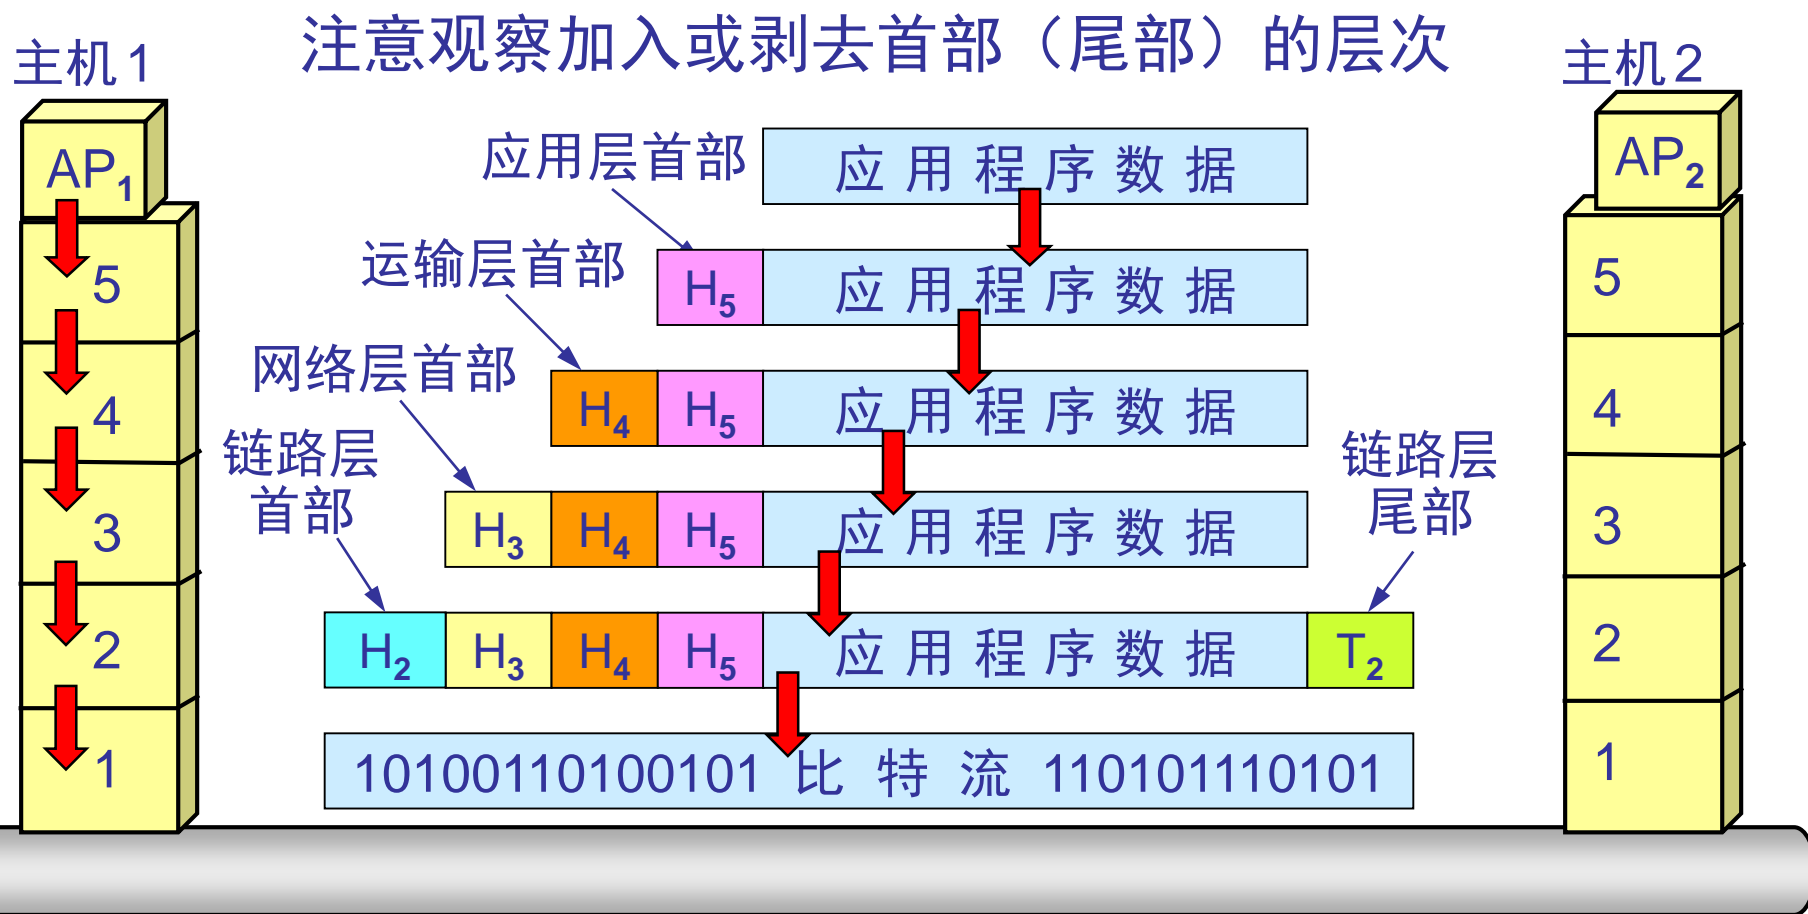 注意观察加入或剥去首部（尾部）的层次
主机 1
主机 2
AP1
AP2
应用层首部
应 用 程 序 数 据
5
运输层首部
H5 应 用 程 序 数 据
5
4
网络层首部
H4 H5 应 用 程 序 数 据
4
链路层
首部
链路层
尾部
3
H3 H4 H5 应 用 程 序 数 据
3
2
H2 H3 H4 H5 应 用 程 序 数 据 T2
2
1
10100110100101 比 特 流 110101110101
1